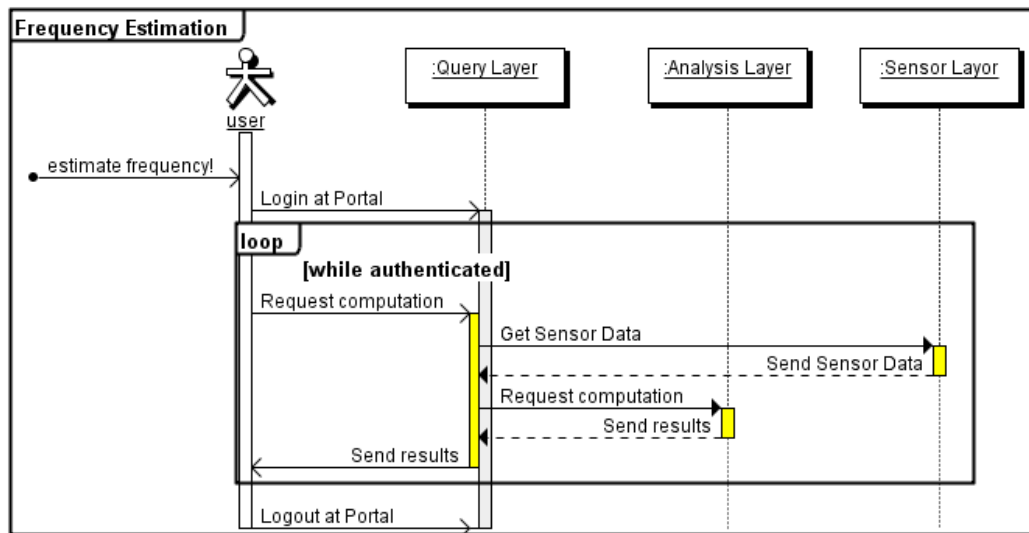 Frequency Estimation
:Query Layer
:Analysis Layer
:Sensor Layor
user
estimate frequency!
Login at Portal
loop
[while authenticated]
Request computation
Get Sensor Data
Send Sensor Data
Request computation
Send results
Send results
Logout at Portal